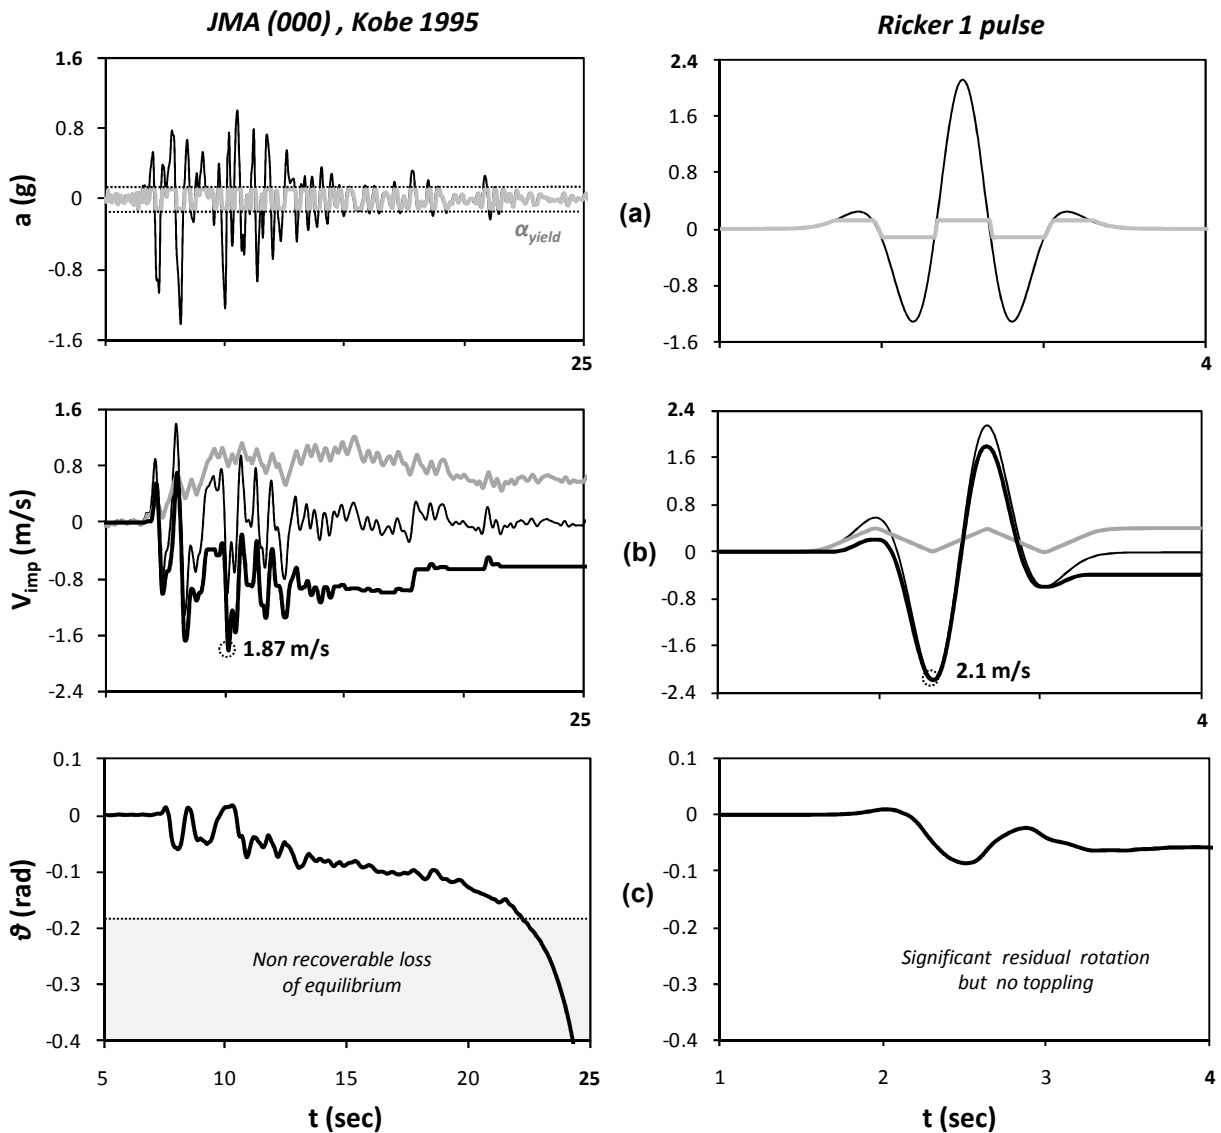 JMA (000) , Kobe 1995
Ricker 1 pulse
1.6
0.8
0
-0.8
-1.6
a (g)
αyield
25
(a)
2.4
1.6
0.8
0
-0.8
-1.6
4
1.6
0.8
0
-0.8
-1.6
-2.4
Vimp (m/s)
1.87 m/s
25
(b)
2.4
1.6
0.8
0
-0.8
-1.6
-2.4
2.1 m/s
4
0.1
0
-0.1
-0.2
-0.3
-0.4
ϑ (rad)
Non recoverable loss
of equilibrium
5
10
15
20
25
t (sec)
(c)
0.1
0
-0.1
-0.2
-0.3
-0.4
Significant residual rotation
but no toppling
1
2
3
4
t (sec)